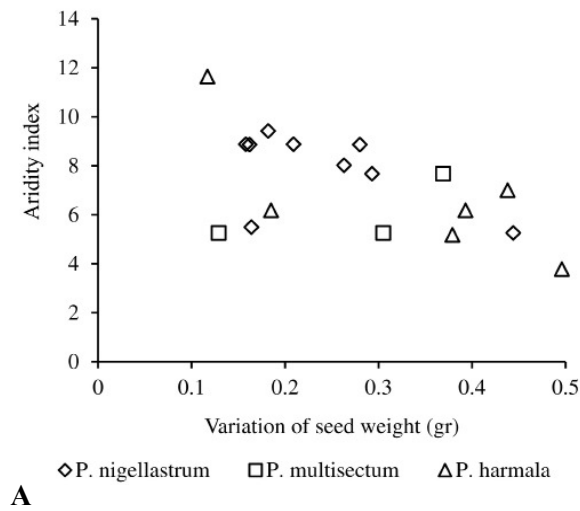 14
12
10
8
6
4
2
0
Aridity index
0 0.1 0.2 0.3 0.4 0.5
Variation of seed weight (gr)
P. nigellastrum P. multisectum P. harmala
A